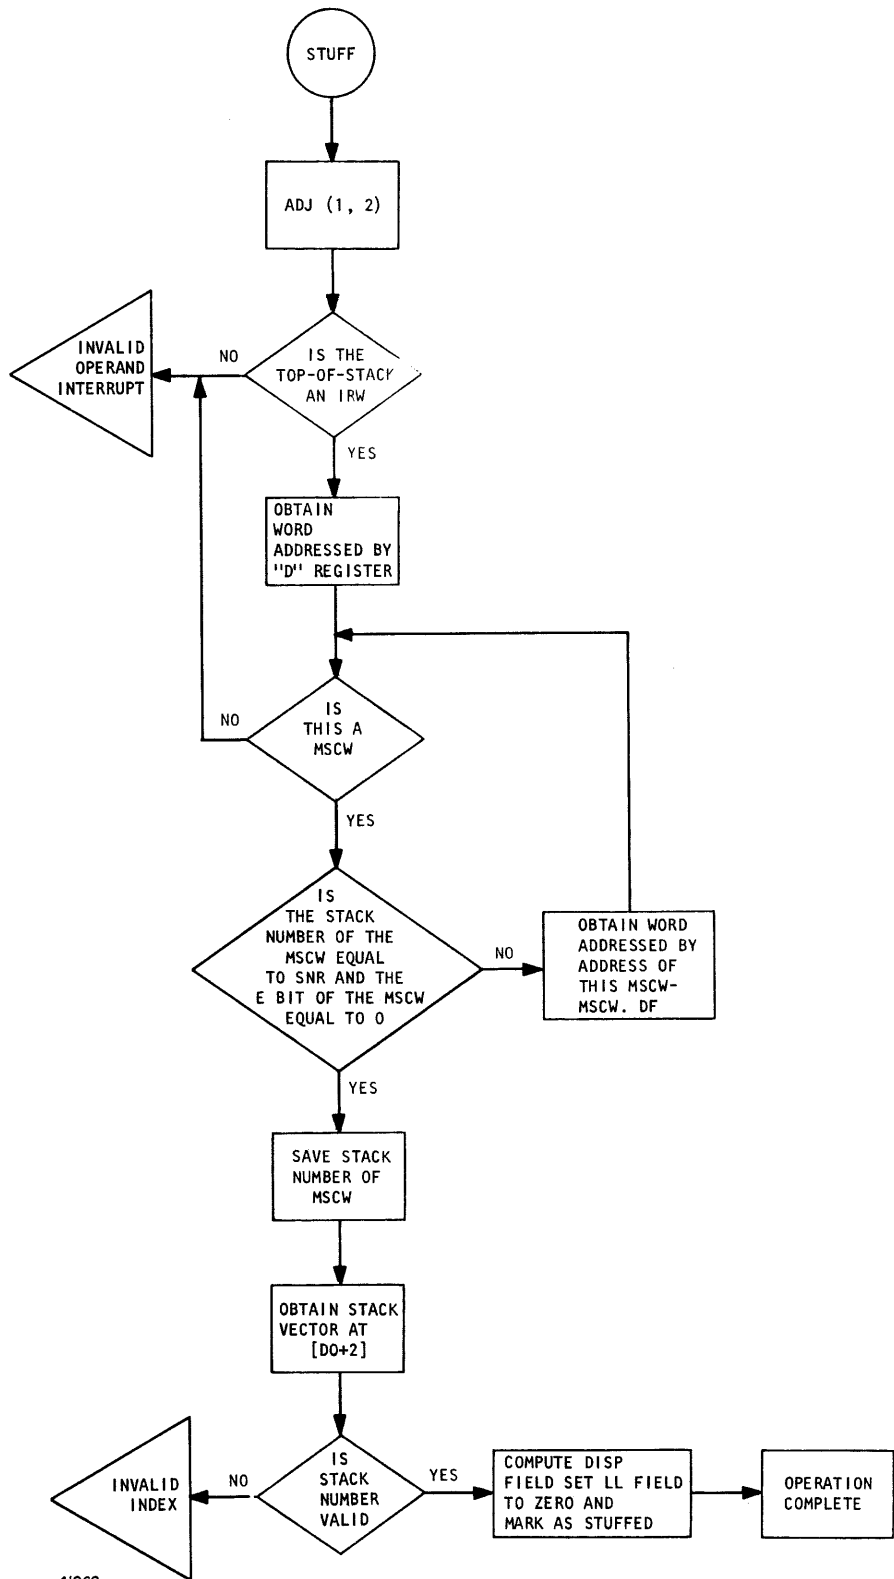 STUFF
ADJ (1, 2)
IS THE
TOP-OF-STACK
AN IRW
NO
INVALID
OPERAND
INTERRUPT
YES
OBTAIN
WORD
ADDRESSED BY
"D" REGISTER
IS
THIS A
MSCW
NO
YES
IS
THE STACK
NUMBER OF THE
MSCW EQUAL
TO SNR AND THE
E BIT OF THE MSCW
EQUAL TO 0
NO
OBTAIN WORD
ADDRESSED BY
ADDRESS OF
THIS MSCW-
MSCW. DF
YES
SAVE STACK
NUMBER OF
MSCW
OBTAIN STACK
VECTOR AT
[D0+2]
IS
STACK
NUMBER
VALID
NO
INVALID
INDEX
YES
COMPUTE DISP
FIELD SET LL FIELD
TO ZERO AND
MARK AS STUFFED
OPERATION
COMPLETE